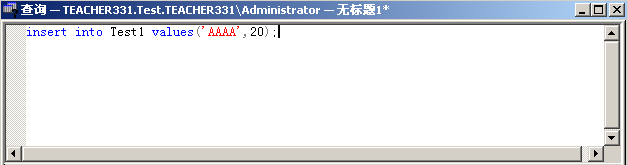 查询 — TEACHER331.Test.TEACHER331\Administrator — 无标题1*
insert into Test1 values('AAAA',20);